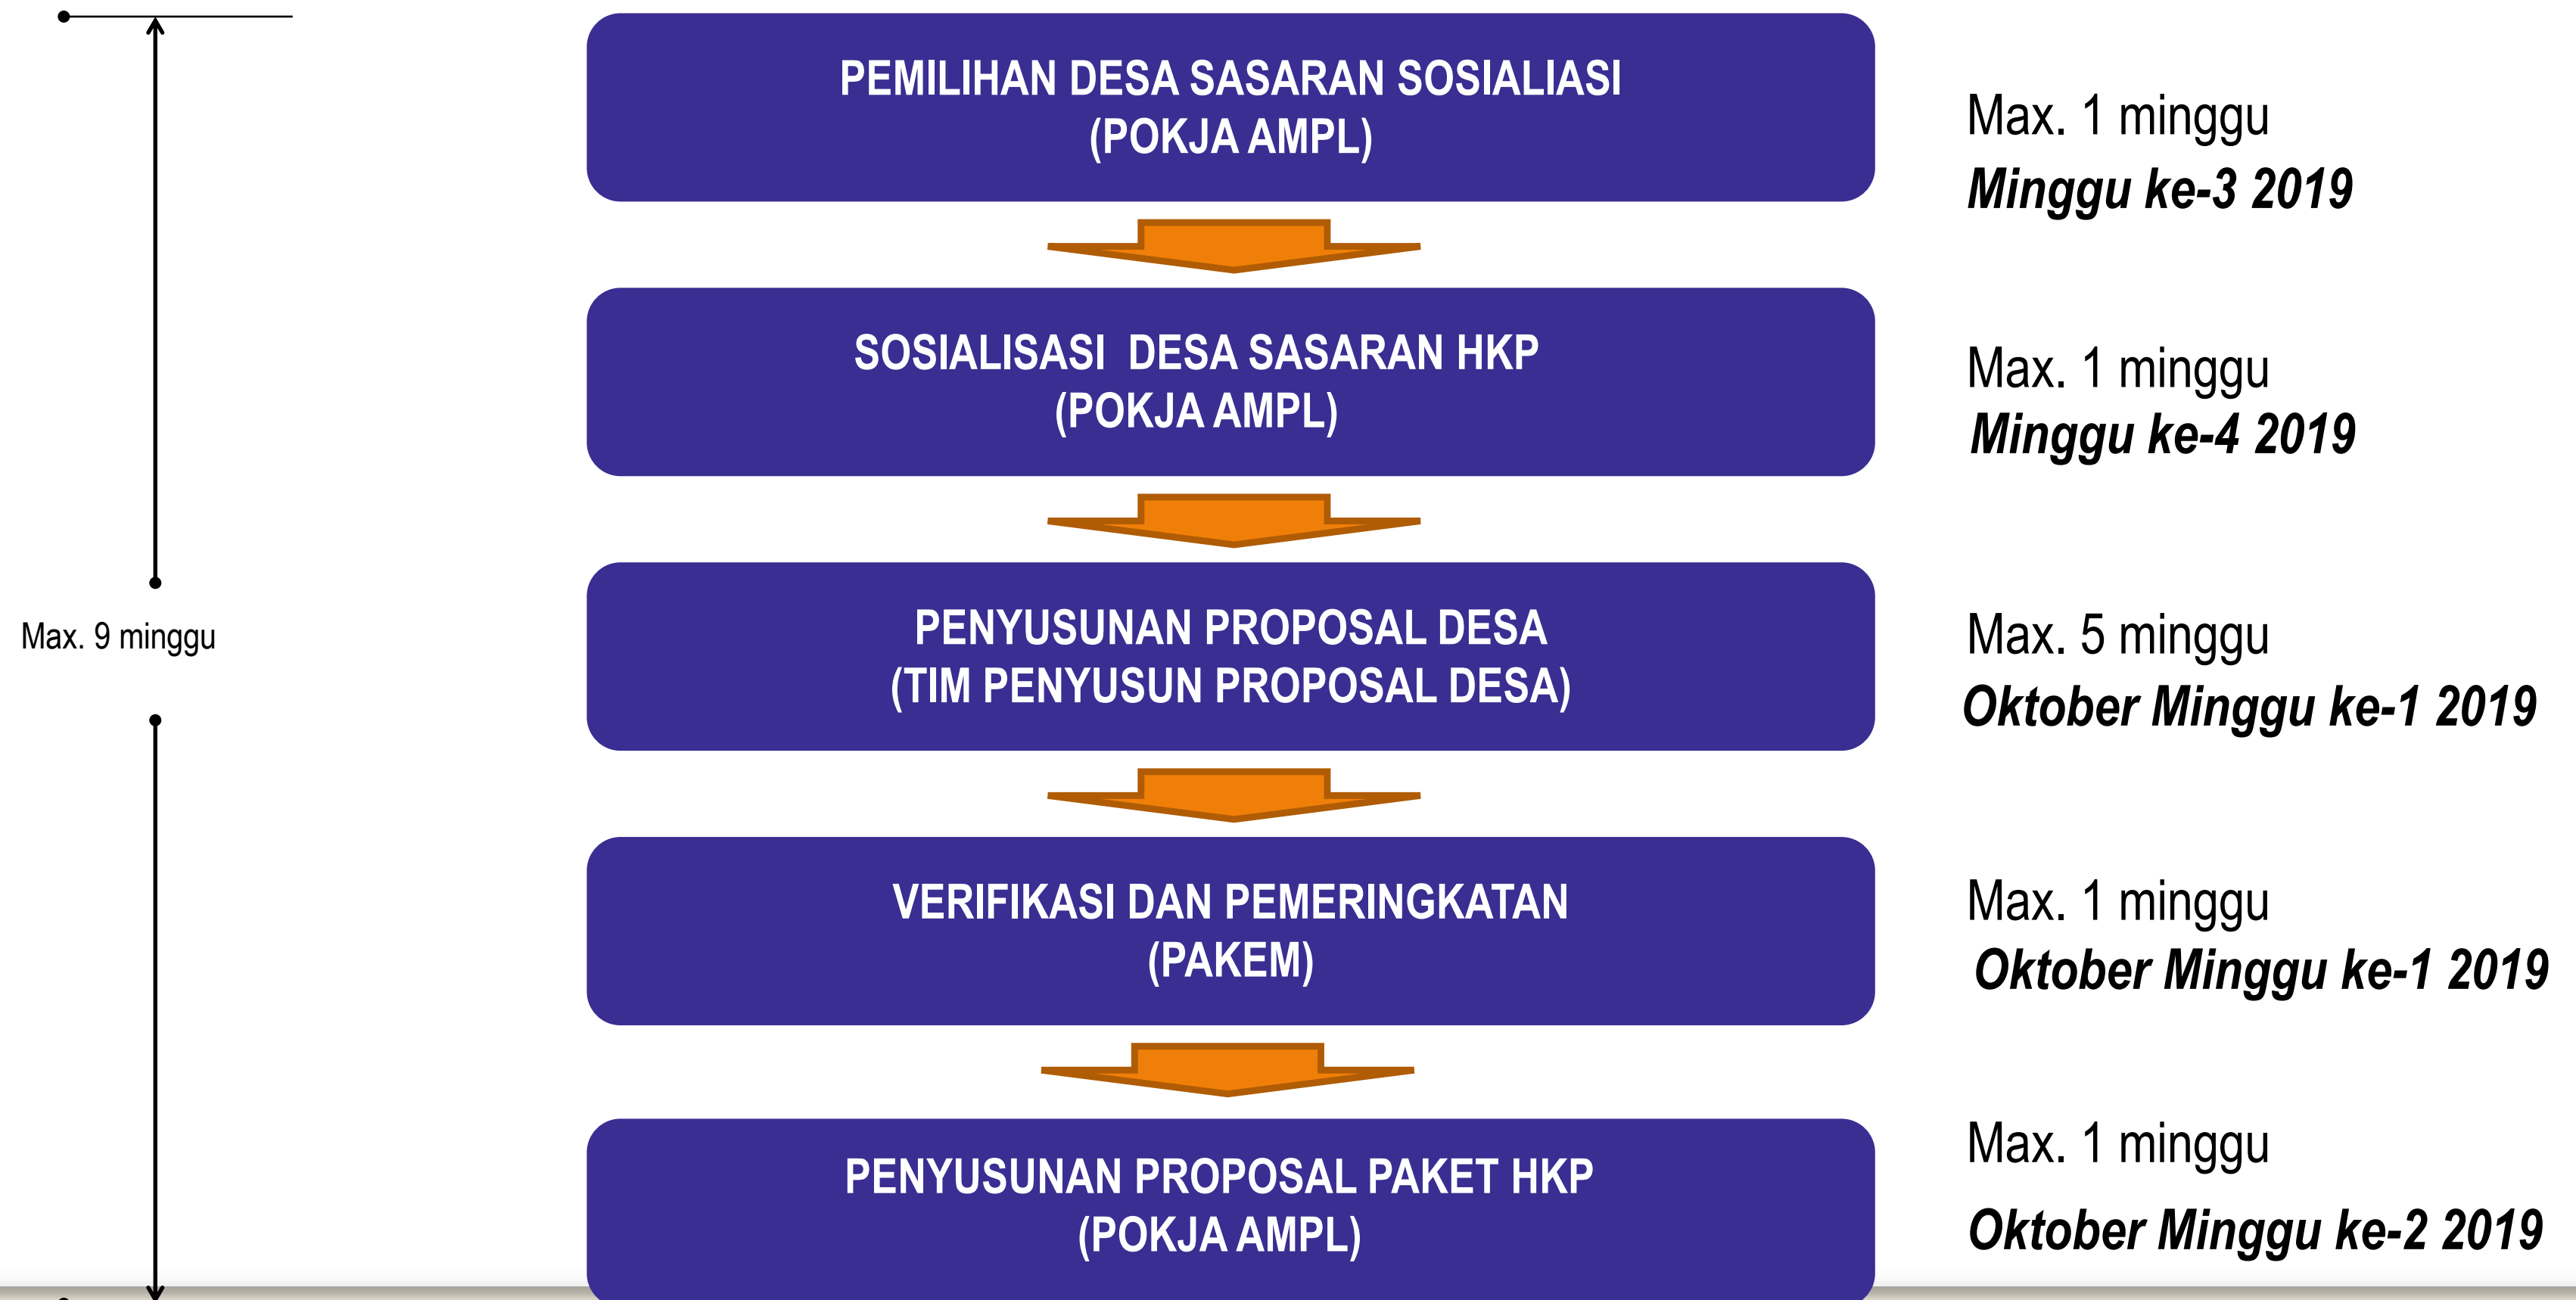 PEMILIHAN DESA SASARAN SOSIALIASI
(POKJA AMPL)
Max. 1 minggu
Minggu ke-3 2019
SOSIALISASI DESA SASARAN HKP
(POKJA AMPL)
Max. 1 minggu
Minggu ke-4 2019
Max. 9 minggu
PENYUSUNAN PROPOSAL DESA
(TIM PENYUSUN PROPOSAL DESA)
Max. 5 minggu
Oktober Minggu ke-1 2019
VERIFIKASI DAN PEMERINGKATAN
(PAKEM)
Max. 1 minggu
Oktober Minggu ke-1 2019
PENYUSUNAN PROPOSAL PAKET HKP
(POKJA AMPL)
Max. 1 minggu
Oktober Minggu ke-2 2019